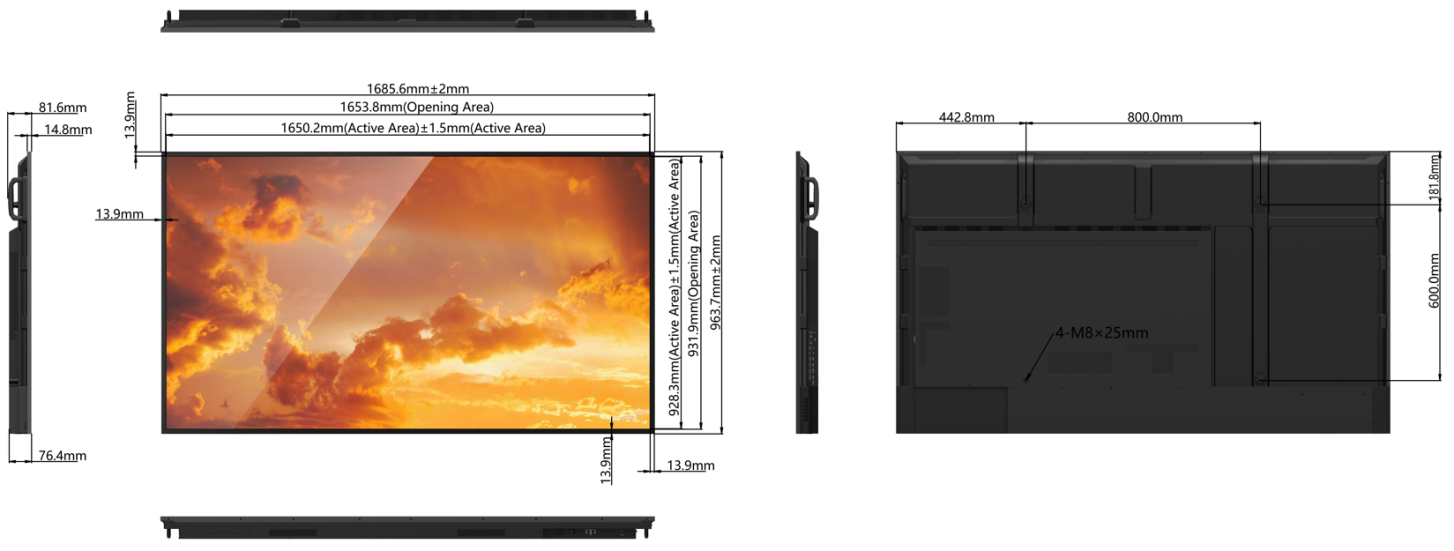 1685.6mm±2mm
1653.8mm(Opening Area)
1650.2mm(Active Area)±1.5mm(Active Area)
81.6mm
14.8mm
13.9mm
13.9mm
928.3mm(Active Area)±1.5mm(Active Area)
931.9mm(Opening Area)
963.7mm±2mm
76.4mm
13.9mm
13.9mm
442.8mm
800.0mm
181.8mm
600.0mm
4-M8×25mm